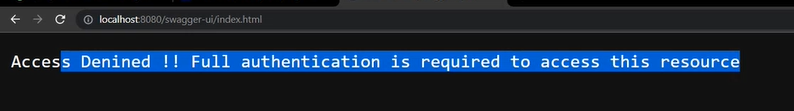 localhost:8080/swagger-ui/index.html
Access Denined !! Full authentication is required to access this resource